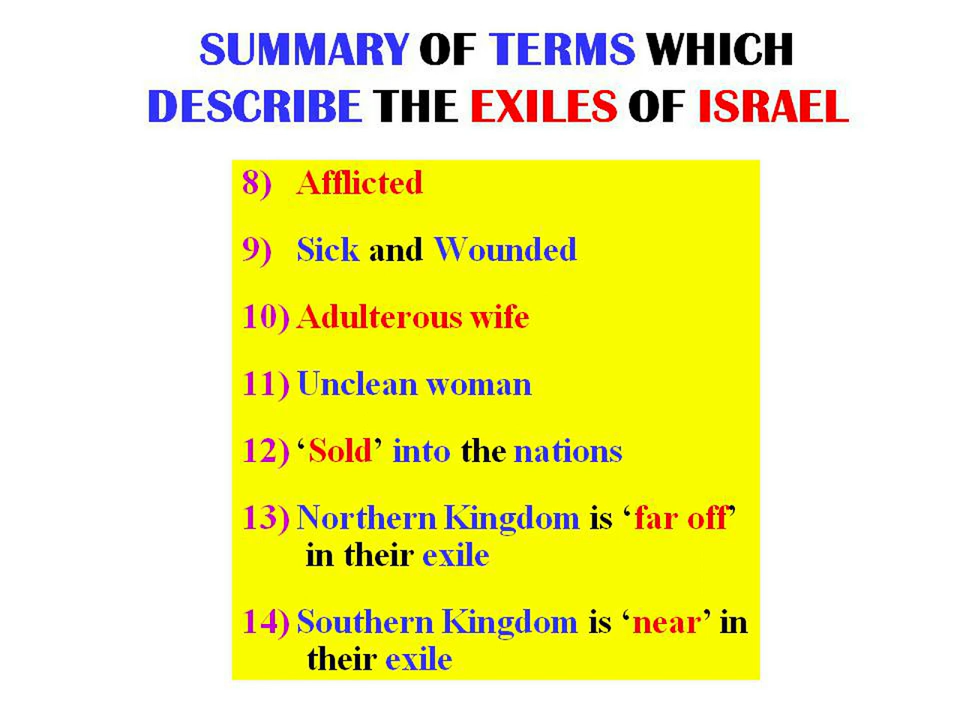 SUMMARY OF TERMS WHICH
DESCRIBE THE EXILES OF ISRAEL
8) Afflicted
9) Sick and Wounded
10) Adulterous wife
11) Unclean woman
12) ‘Sold’ into the nations
13) Northern Kingdom is ‘far off’
in their exile
14) Southern Kingdom is ‘near’ in
their exile